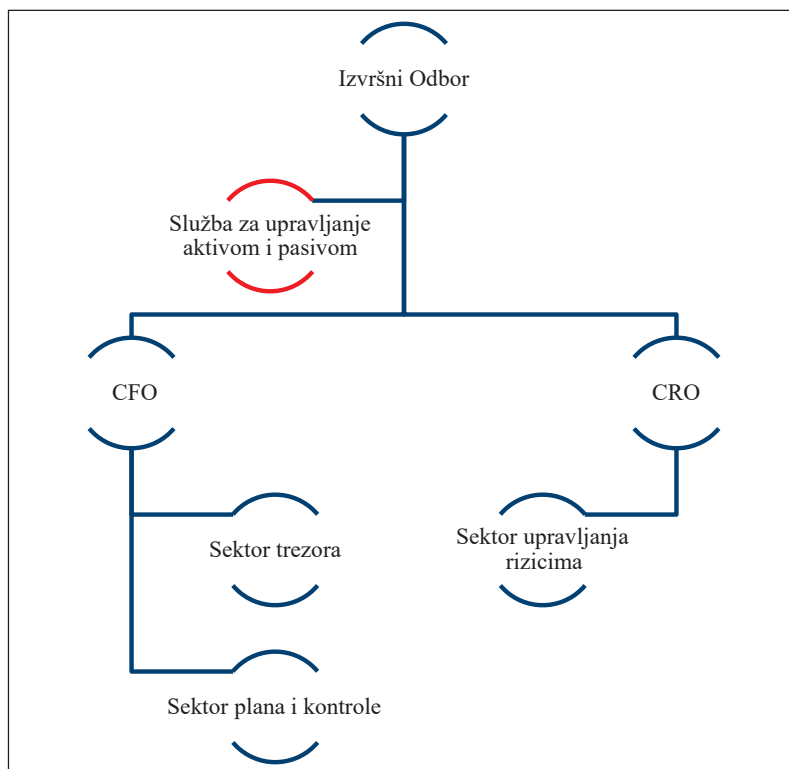 Izvršni Odbor
Služba za upravljanje
aktivom i pasivom
CFO
CRO
Sektor trezora
Sektor upravljanja
rizicima
Sektor plana i kontrole